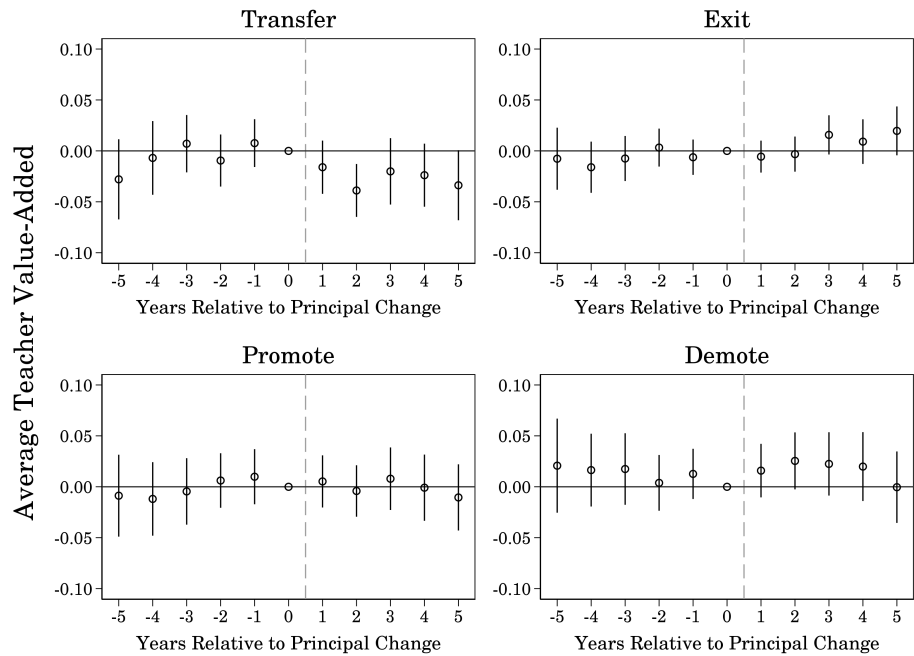 Average Teacher Value-Added
Transfer
0.10
0.05
0.00
-0.05
-0.10
-5 -4 -3 -2 -1 0 1 2 3 4 5
Years Relative to Principal Change
Exit
0.10
0.05
0.00
-0.05
-0.10
-5 -4 -3 -2 -1 0 1 2 3 4 5
Years Relative to Principal Change
Promote
0.10
0.05
0.00
-0.05
-0.10
-5 -4 -3 -2 -1 0 1 2 3 4 5
Years Relative to Principal Change
Demote
0.10
0.05
0.00
-0.05
-0.10
-5 -4 -3 -2 -1 0 1 2 3 4 5
Years Relative to Principal Change